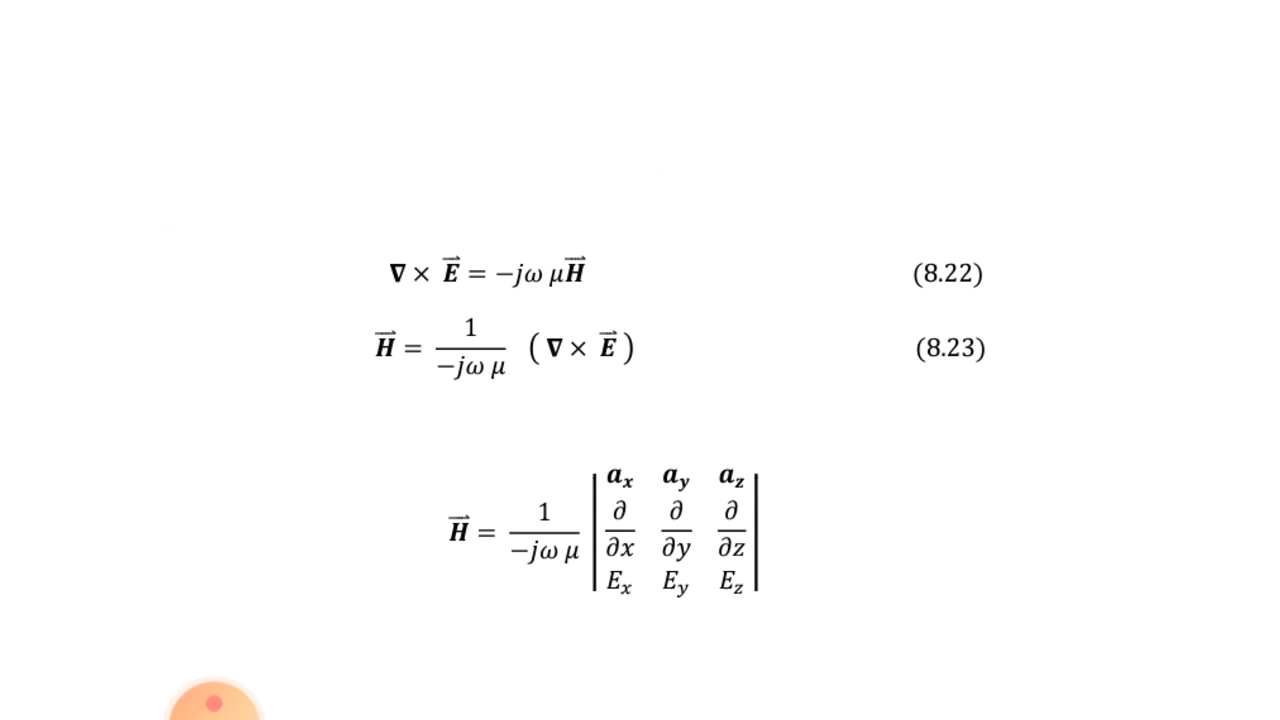 ∇ × E⃗ = −jω μH⃗ (8.22)
H⃗ = 1/(−jω μ) (∇ × E⃗) (8.23)
H⃗ = 1/(−jω μ) | a_x a_y a_z |
| ∂/∂x ∂/∂y ∂/∂z |
| E_x E_y E_z |